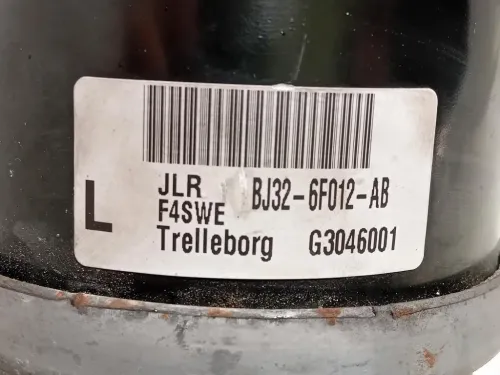 L
JLR BJ32-6F012-AB
F4SWE
Trelleborg G3046001